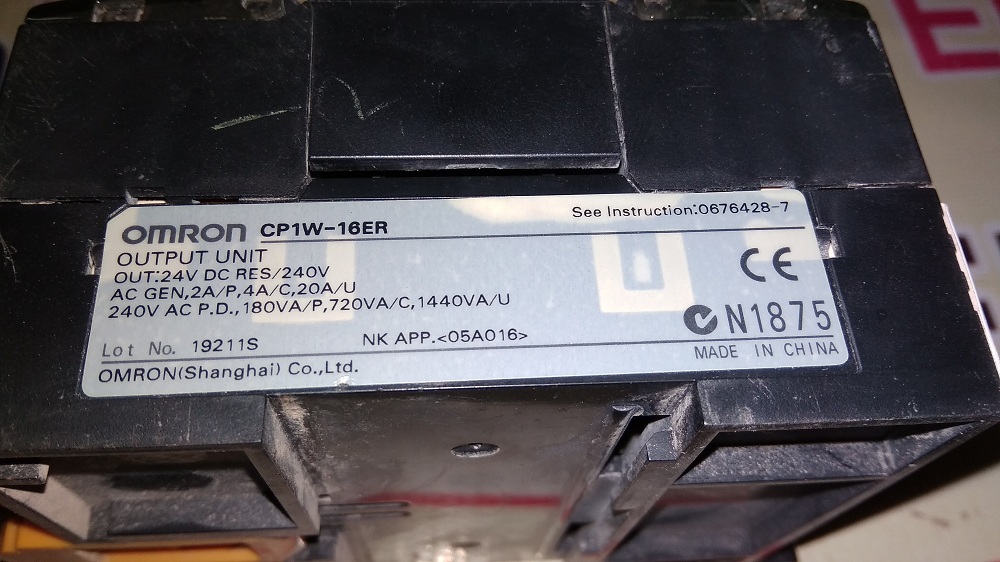 OMRON CP1W-16ER
See Instruction:0676428-7
OUTPUT UNIT
OUT:24V DC RES/240V
AC GEN,2A/P,4A/C,20A/U
240V AC P.D.,180VA/P,720VA/C,1440VA/U
CE
N1875
Lot No. 19211S
NK APP.<05A016>
MADE IN CHINA
OMRON(Shanghai) Co.,Ltd.